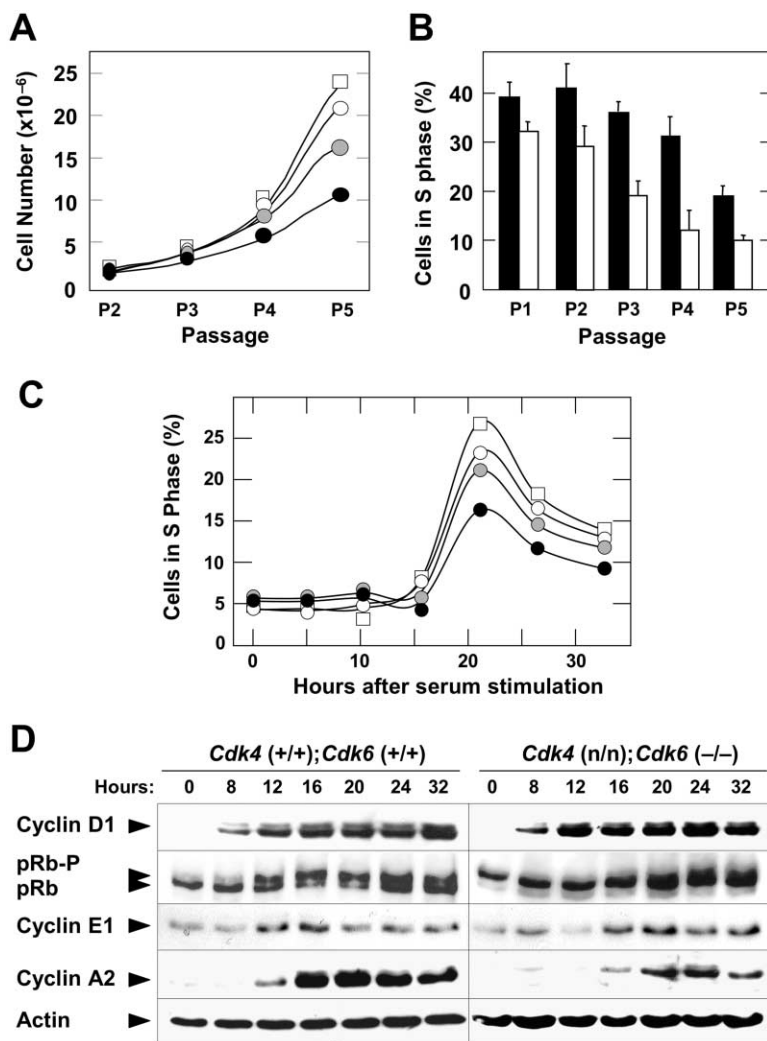 A
Cell Number (x10⁻⁶)
25
20
15
10
5
0
P2 P3 P4 P5
Passage
B
Cells in S phase (%)
40
30
20
10
0
P1 P2 P3 P4 P5
Passage
C
Cells in S Phase (%)
25
20
15
10
5
0
0 10 20 30
Hours after serum stimulation
D
Cdk4 (+/+); Cdk6 (+/+) Cdk4 (n/n); Cdk6 (–/–)
Hours: 0 8 12 16 20 24 32 0 8 12 16 20 24 32
Cyclin D1
pRb-P
pRb
Cyclin E1
Cyclin A2
Actin